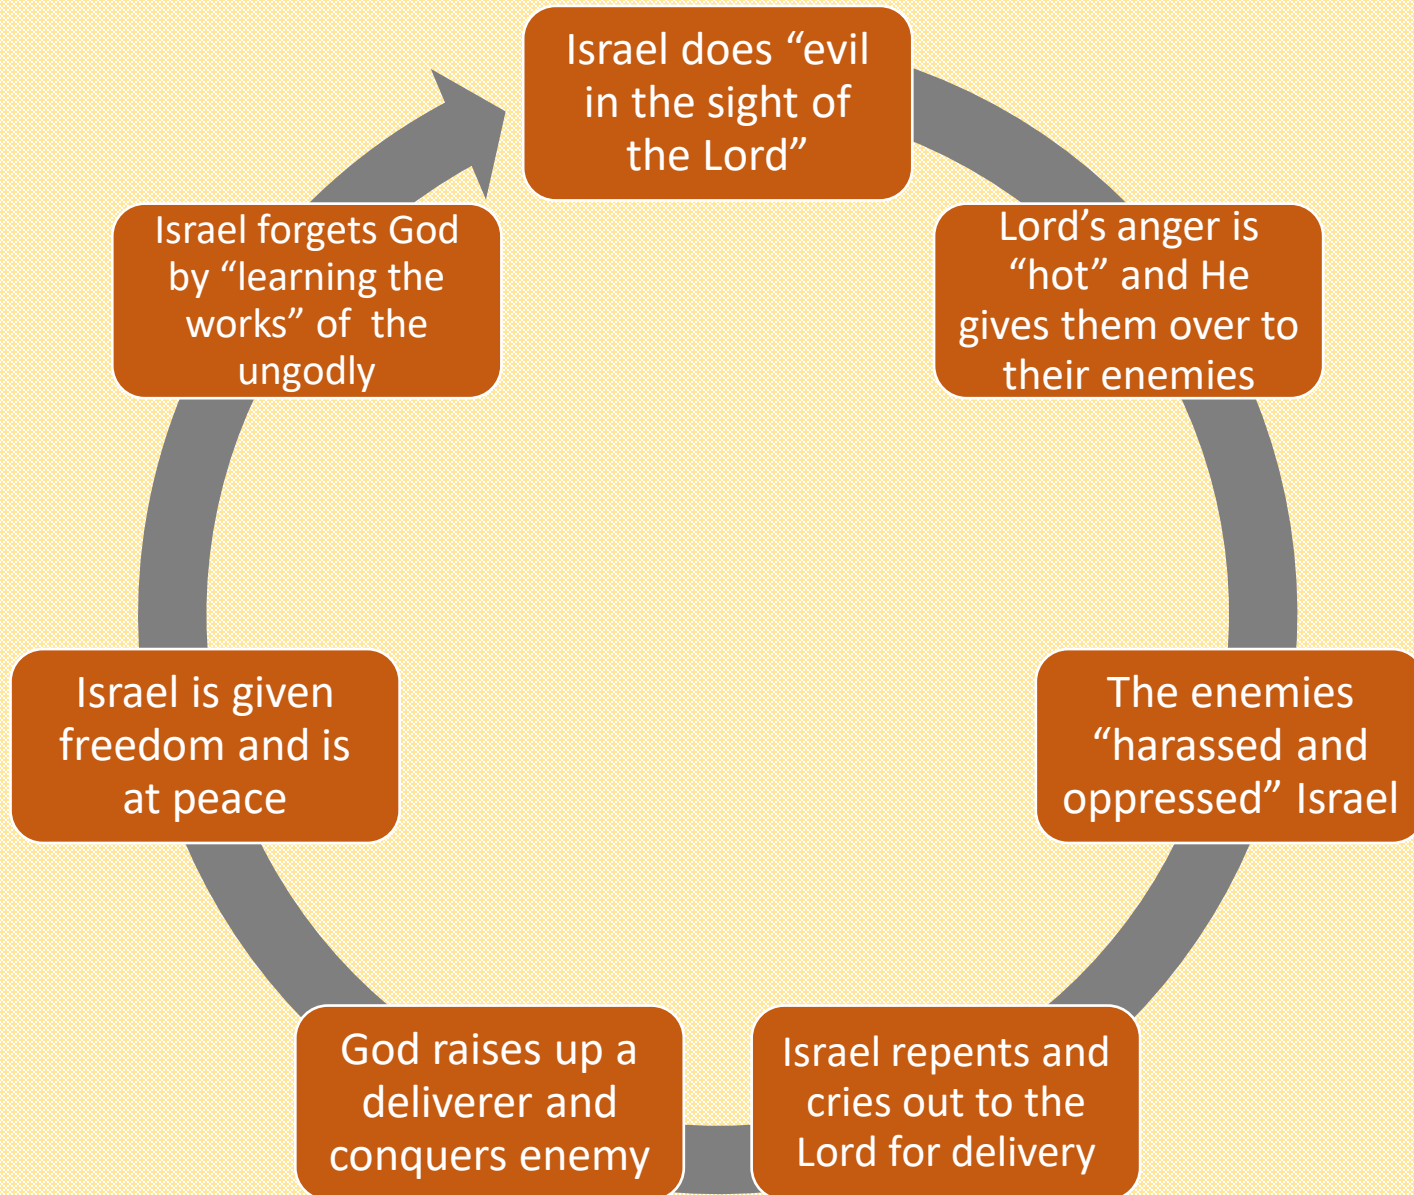 Israel does “evil
in the sight of
the Lord”
Lord’s anger is
“hot” and He
gives them over to
their enemies
The enemies
“harassed and
oppressed” Israel
Israel repents and
cries out to the
Lord for delivery
God raises up a
deliverer and
conquers enemy
Israel is given
freedom and is
at peace
Israel forgets God
by “learning the
works” of  the
ungodly